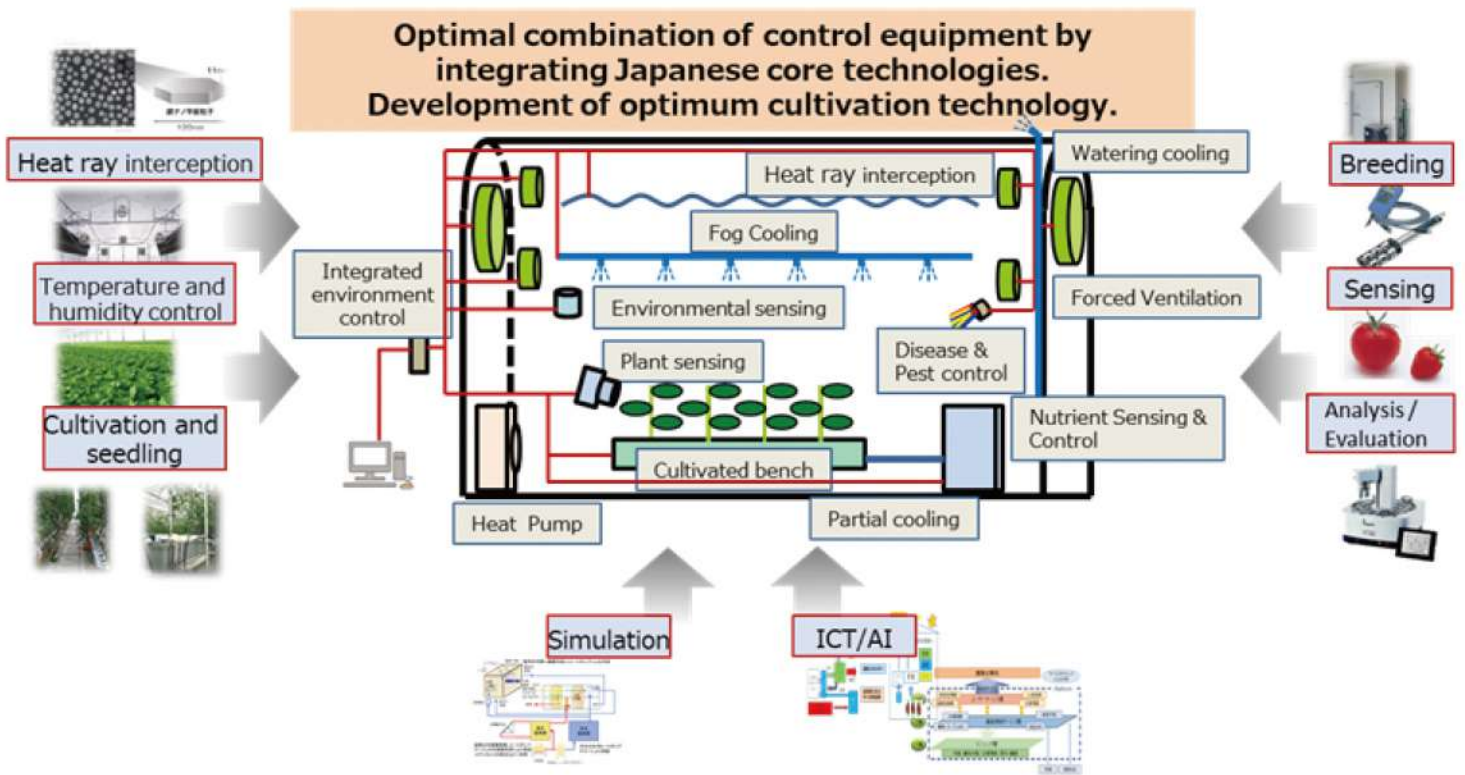 Optimal combination of control equipment by
integrating Japanese core technologies.
Development of optimum cultivation technology.
Heat ray interception
Temperature and
humidity control
Cultivation and
seedling
Integrated
environment
control
Heat ray interception
Watering cooling
Fog Cooling
Environmental sensing
Forced Ventilation
Plant sensing
Disease &
Pest control
Nutrient Sensing &
Control
Cultivated bench
Heat Pump
Partial cooling
Breeding
Sensing
Analysis /
Evaluation
Simulation
ICT/AI